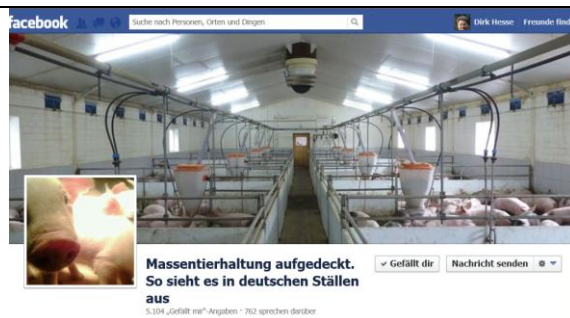 facebook
Suche nach Personen, Orten und Dingen
Dirk Hesse Freunde find
Massentierhaltung aufgedeckt.
So sieht es in deutschen Ställen
aus
5.104 „Gefällt mir“-Angaben · 762 sprechen darüber
✓ Gefällt dir
Nachricht senden